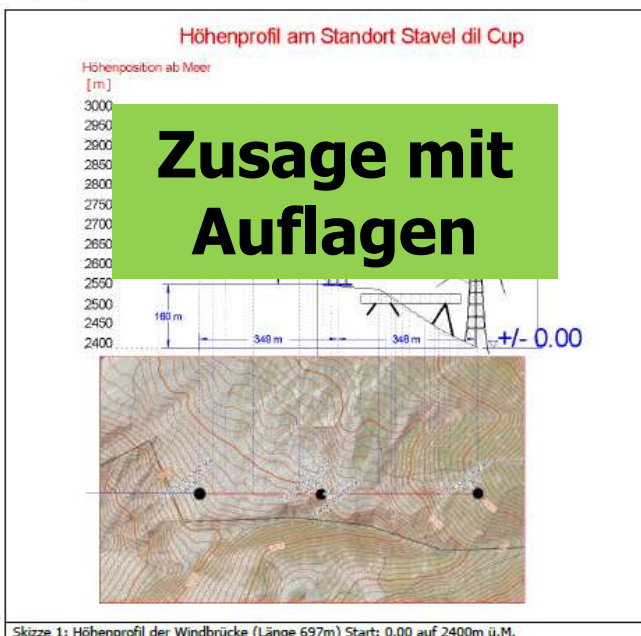 Höhenprofil am Standort Stavel dil Cup
Höhenposition ab Meer
[m]
3000
2950
2900
2850
2800
2750
2700
2650
2600
2550
2500
2450
2400
Zusage mit
Auflagen
160 m
349 m
348 m
+/- 0.00
Skizze 1: Höhenprofil der Windbrücke (Länge 697m) Start: 0.00 auf 2400m ü.M.